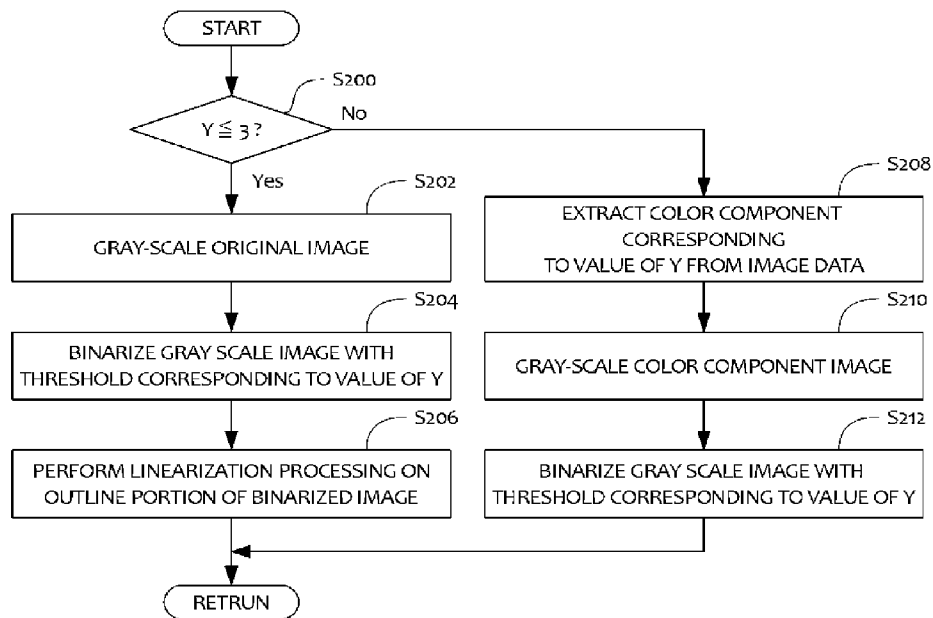 START
S200
Y ≦ 3?
No
Yes
S202
GRAY-SCALE ORIGINAL IMAGE
S204
BINARIZE GRAY SCALE IMAGE WITH
THRESHOLD CORRESPONDING TO VALUE OF Y
S206
PERFORM LINEARIZATION PROCESSING ON
OUTLINE PORTION OF BINARIZED IMAGE
S208
EXTRACT COLOR COMPONENT
CORRESPONDING
TO VALUE OF Y FROM IMAGE DATA
S210
GRAY-SCALE COLOR COMPONENT IMAGE
S212
BINARIZE GRAY SCALE IMAGE WITH
THRESHOLD CORRESPONDING TO VALUE OF Y
RETRUN